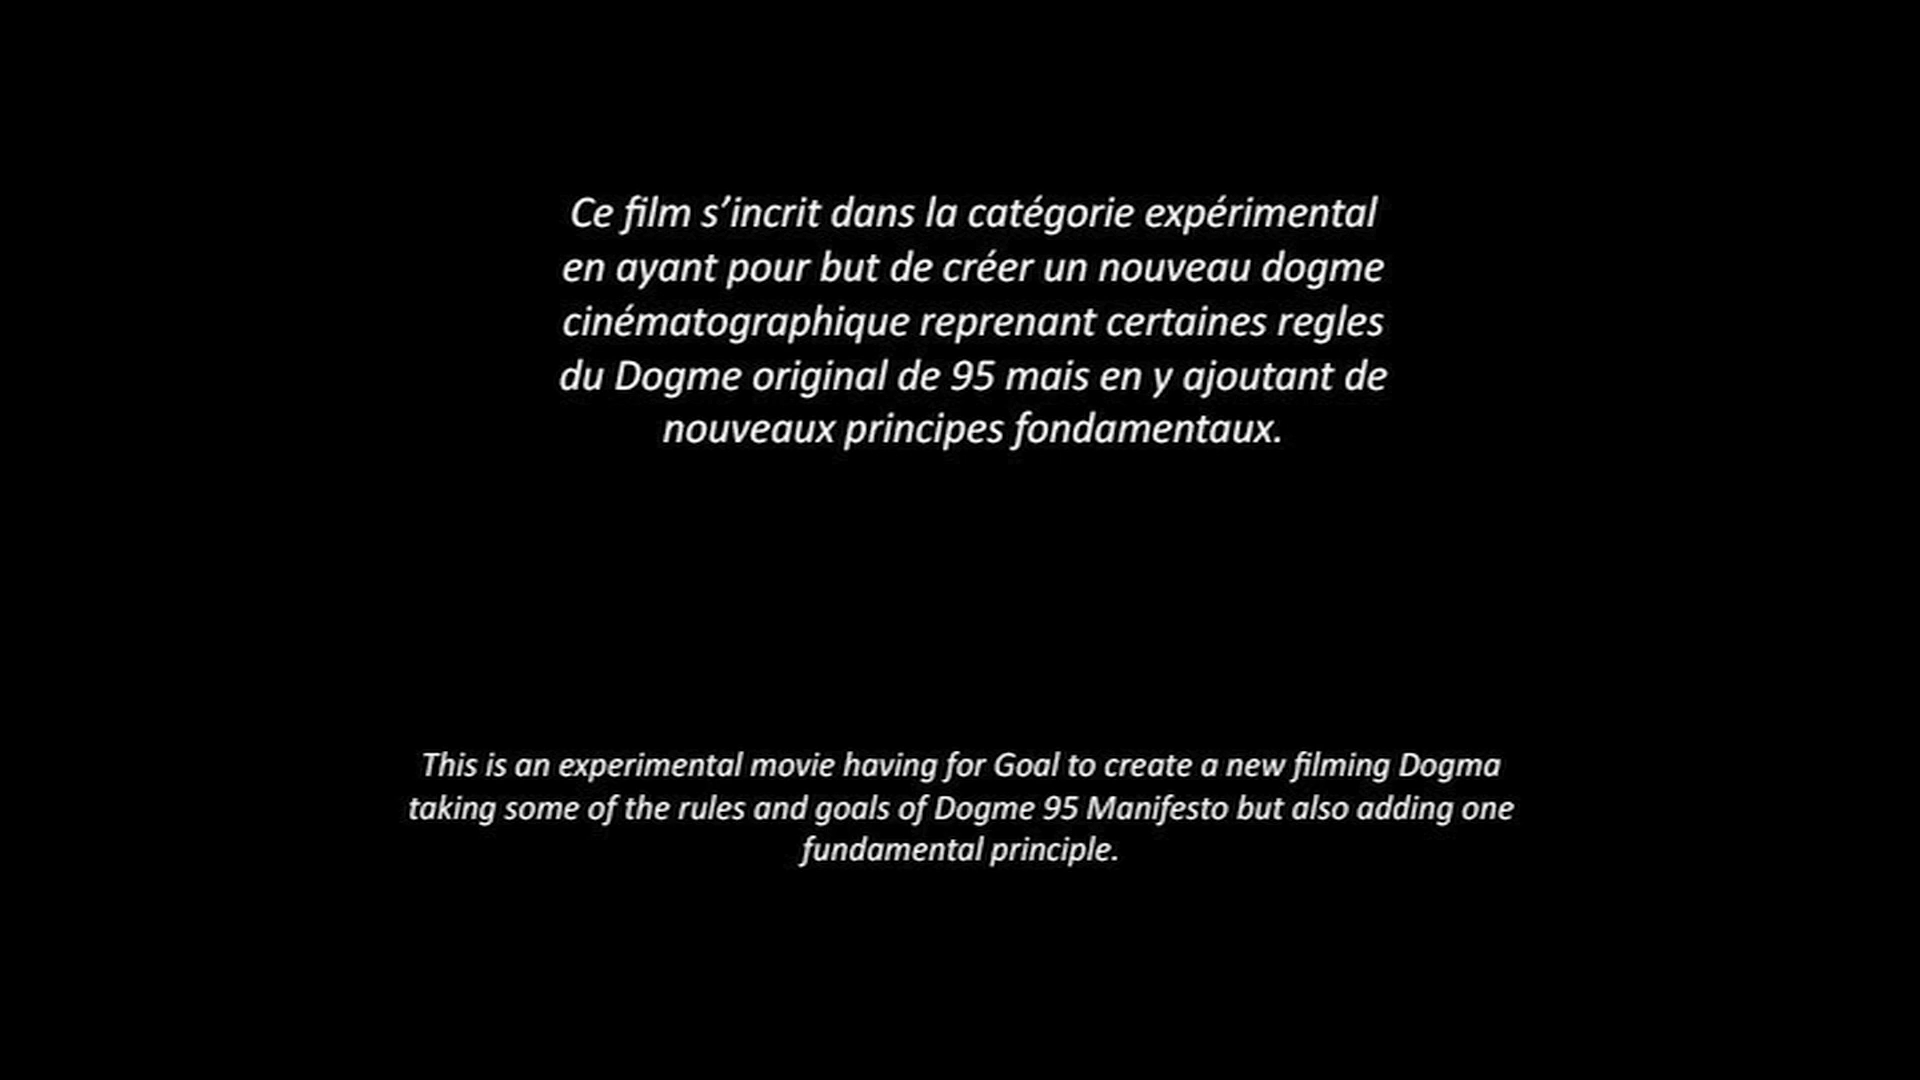 Ce film s’incrit dans la catégorie expérimental
en ayant pour but de créer un nouveau dogme
cinématographique reprenant certaines regles
du Dogme original de 95 mais en y ajoutant de
nouveaux principes fondamentaux.
This is an experimental movie having for Goal to create a new filming Dogma
taking some of the rules and goals of Dogme 95 Manifesto but also adding one
fundamental principle.